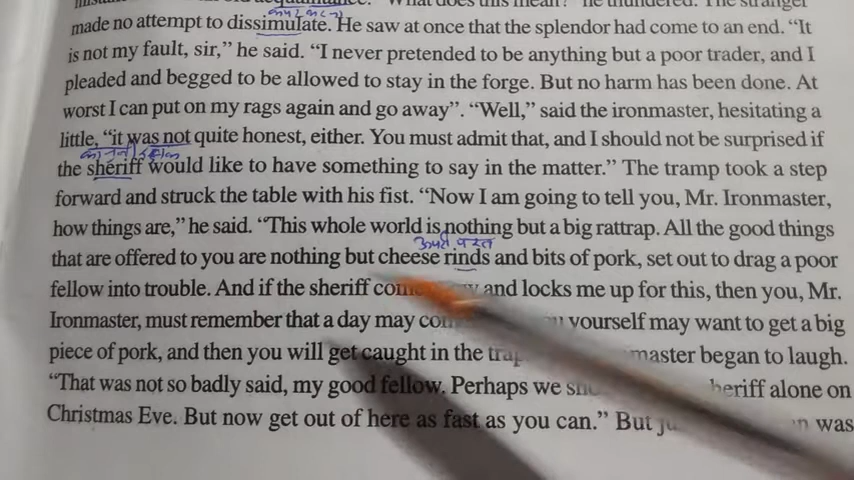 made no attempt to dissimulate. He saw at once that the splendor had come to an end. “It
is not my fault, sir,” he said. “I never pretended to be anything but a poor trader, and I
pleaded and begged to be allowed to stay in the forge. But no harm has been done. At
worst I can put on my rags again and go away”. “Well,” said the ironmaster, hesitating a
little, “it was not quite honest, either. You must admit that, and I should not be surprised if
the sheriff would like to have something to say in the matter.” The tramp took a step
forward and struck the table with his fist. “Now I am going to tell you, Mr. Ironmaster,
how things are,” he said. “This whole world is nothing but a big rattrap. All the good things
that are offered to you are nothing but cheese rinds and bits of pork, set out to drag a poor
fellow into trouble. And if the sheriff and locks me up for this, then you, Mr.
Ironmaster, must remember that a day may yourself may want to get a big
piece of pork, and then you will get caught in the began to laugh.
“That was not so badly said, my good fellow. Perhaps we alone on
Christmas Eve. But now get out of here as fast as you can.” But was